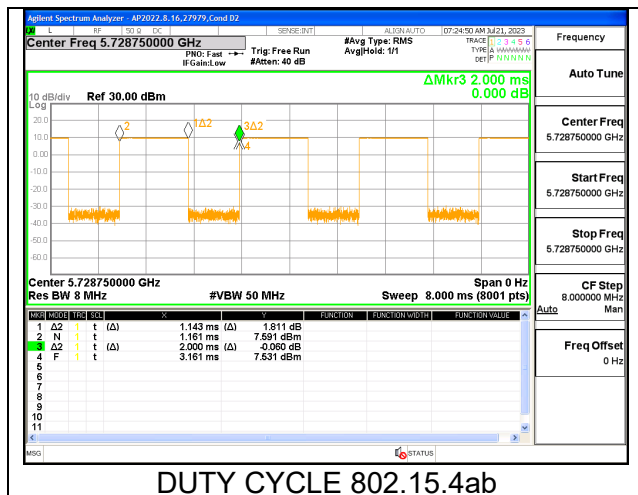 Agilent Spectrum Analyzer - AP2022.8.16,27979,Cond D2
L RF 50 Ω DC SENSE:INT ALIGN AUTO 07:24:50 AM Jul 21, 2023
Center Freq 5.728750000 GHz
PNO: Fast
IFGain:Low
Trig: Free Run
#Atten: 40 dB
#Avg Type: RMS
Avg|Hold: 1/1
TRACE 1 2 3 4 5 6
TYPE A WWWWW
DET P N N N N N
ΔMkr3 2.000 ms
0.000 dB
10 dB/div Ref 30.00 dBm
Log
20.0
10.0
0.00
-10.0
-20.0
-30.0
-40.0
-50.0
-60.0
2
1Δ2
3Δ2
4
Center 5.728750000 GHz Span 0 Hz
Res BW 8 MHz #VBW 50 MHz Sweep 8.000 ms (8001 pts)
MKR MODE TRC SCL X Y FUNCTION FUNCTION WIDTH FUNCTION VALUE
1 Δ2 1 t (Δ) 1.143 ms (Δ) 1.811 dB
2 N 1 t 1.161 ms 7.591 dBm
3 Δ2 1 t (Δ) 2.000 ms (Δ) -0.060 dB
4 F 1 t 3.161 ms 7.531 dBm
5
6
7
8
9
10
11
MSG STATUS
Frequency
Auto Tune
Center Freq
5.728750000 GHz
Start Freq
5.728750000 GHz
Stop Freq
5.728750000 GHz
CF Step
8.000000 MHz
Auto Man
Freq Offset
0 Hz
DUTY CYCLE 802.15.4ab